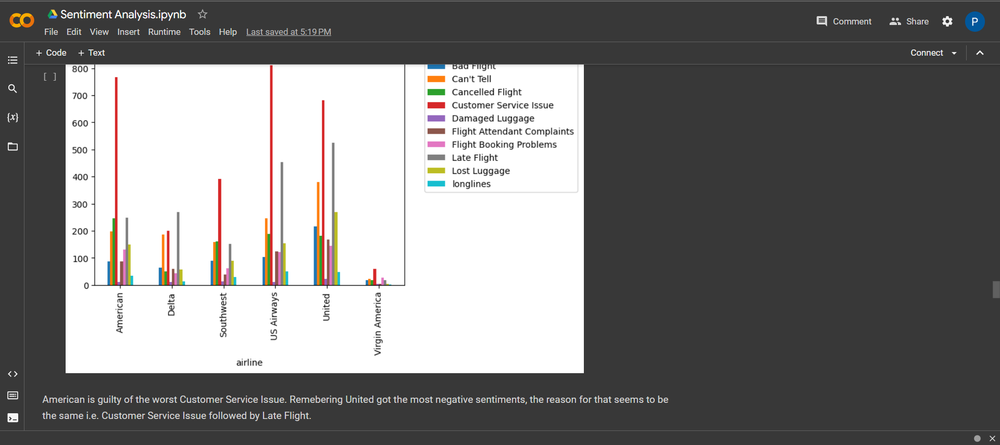 Sentiment Analysis.ipynb
File Edit View Insert Runtime Tools Help Last saved at 5:19 PM
Comment Share P
+ Code + Text
Connect
{x}
[ ]
800
700
600
500
400
300
200
100
0
Bad Flight
Can't Tell
Cancelled Flight
Customer Service Issue
Damaged Luggage
Flight Attendant Complaints
Flight Booking Problems
Late Flight
Lost Luggage
longlines
American
Delta
Southwest
US Airways
United
Virgin America
airline
American is guilty of the worst Customer Service Issue. Remebering United got the most negative sentiments, the reason for that seems to be
the same i.e. Customer Service Issue followed by Late Flight.